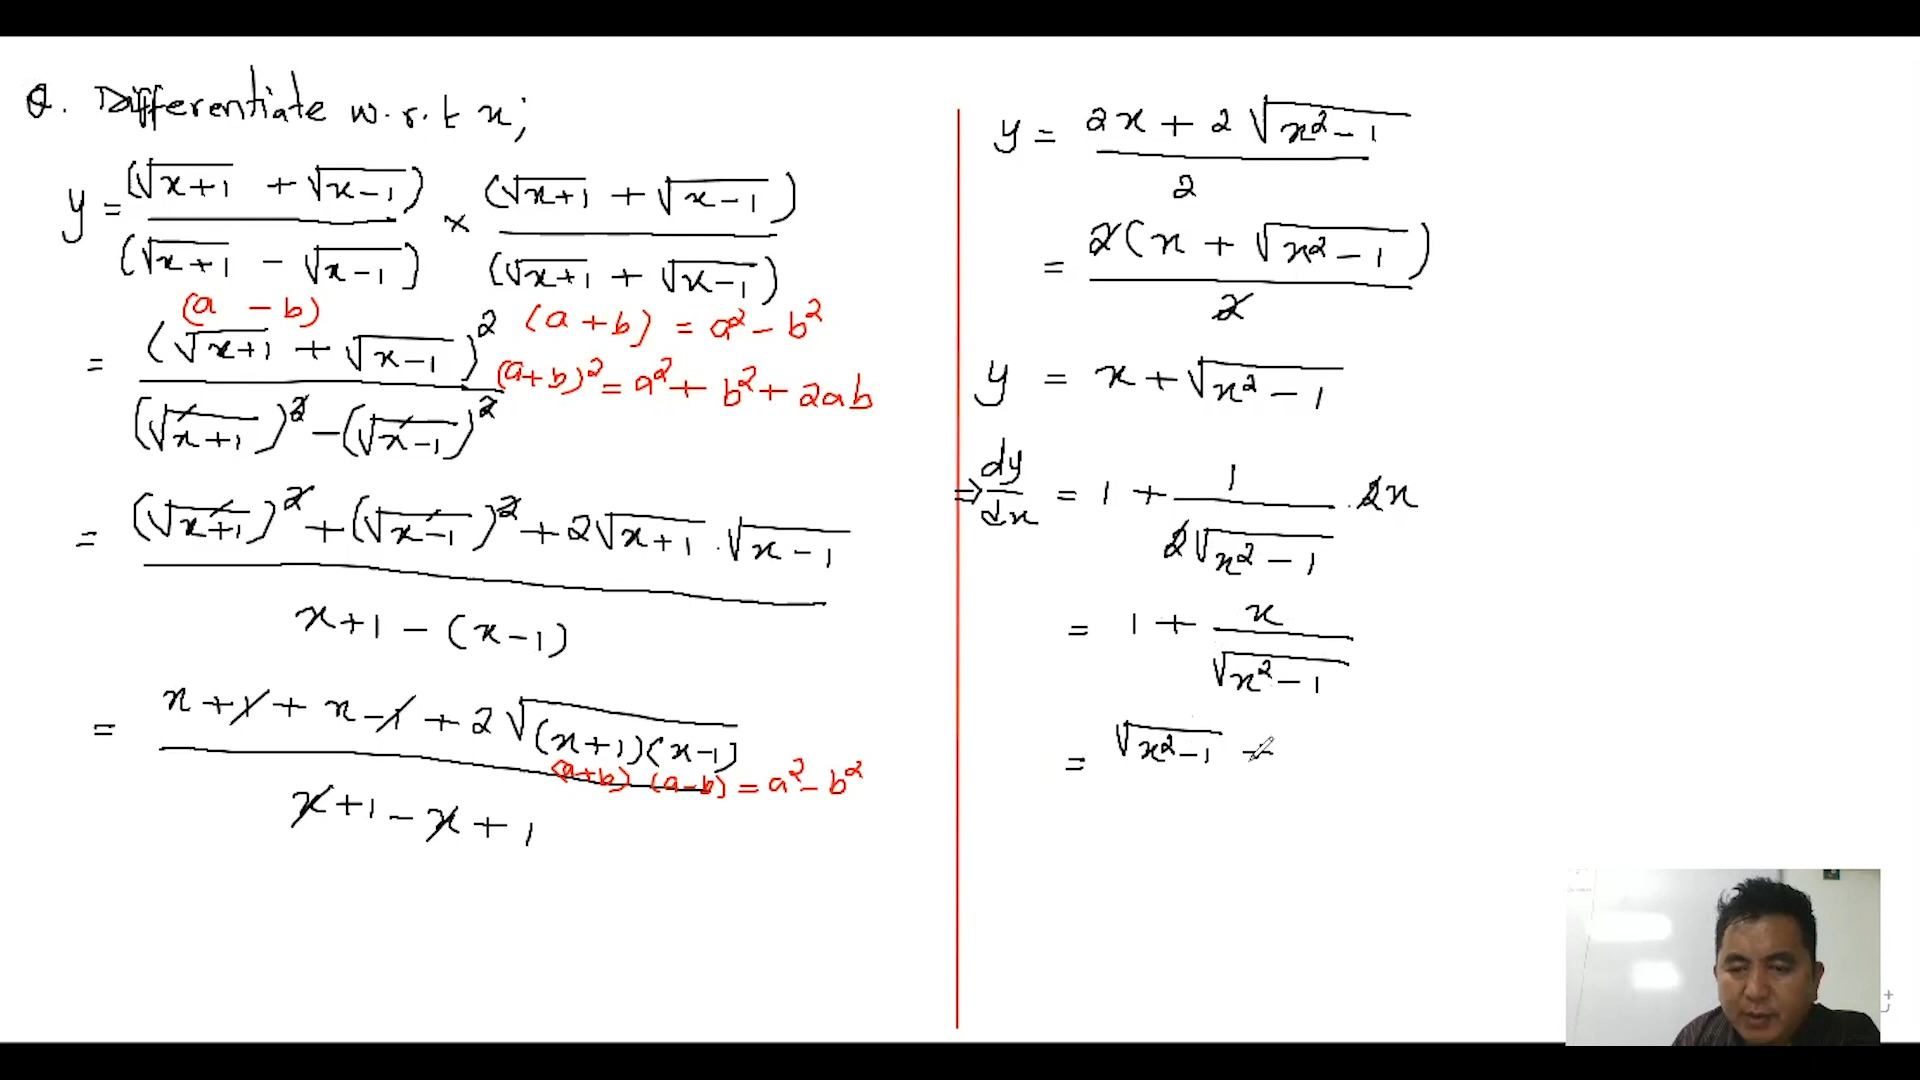 Q. Differentiate w.r.t x;
y = (√(x+1) + √(x-1)) / (√(x+1) - √(x-1)) × (√(x+1) + √(x-1)) / (√(x+1) + √(x-1))
(a - b) (a + b) = a² - b²
= (√(x+1) + √(x-1))² / (√(x+1))² - (√(x-1))²
(a+b)² = a² + b² + 2ab
= (√(x+1))² + (√(x-1))² + 2√(x+1) . √(x-1) / x+1 - (x-1)
= x + 1 + x - 1 + 2√((x+1)(x-1)) / x + 1 - x + 1
(a+b) (a-b) = a² - b²
y = 2x + 2√(x²-1) / 2
= 2(x + √(x²-1)) / 2
y = x + √(x²-1)
⇒ dy/dx = 1 + 1 / 2√(x²-1) . 2x
= 1 + x / √(x²-1)
= √(x²-1)